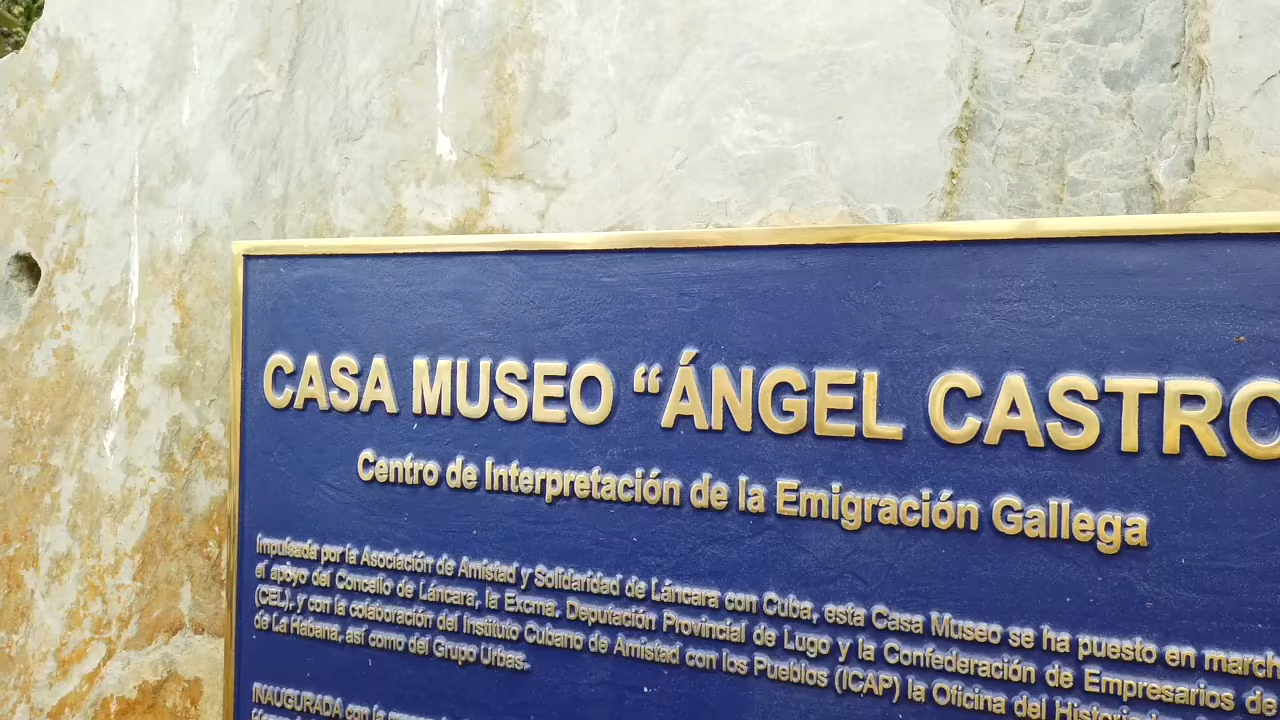 CASA MUSEO “ÁNGEL CASTRO
Centro de Interpretación de la Emigración Gallega
Impulsada por la Asociación de Amistad y Solidaridad de Láncara con Cuba, esta Casa Museo se ha puesto en march
el apoyo del Concello de Láncara, la Excma. Deputación Provincial de Lugo y la Confederación de Empresarios de
(CEL), y con la colaboración del Instituto Cubano de Amistad con los Pueblos (ICAP) la Oficina del Histori
de La Habana, así como del Grupo Urbas.
INAUGURADA con la